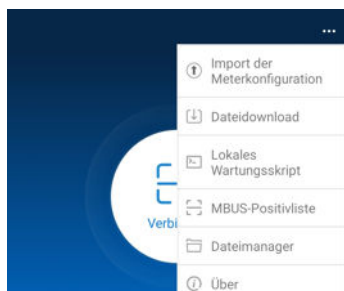 Import der
Meterkonfiguration
Dateidownload
Lokales
Wartungsskript
MBUS-Positivliste
Verbi
Dateimanager
Über